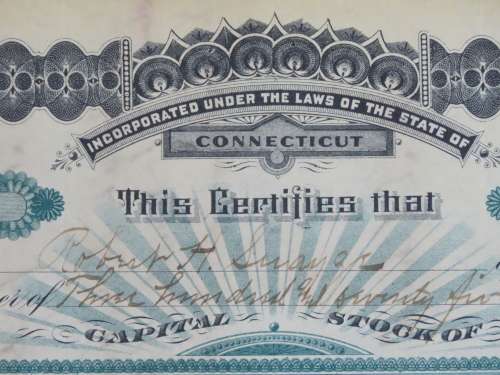 INCORPORATED UNDER THE LAWS OF THE STATE OF
CONNECTICUT
This Certifies that
Robert H.
er of Three hundred & Seventy five
CAPITAL STOCK OF